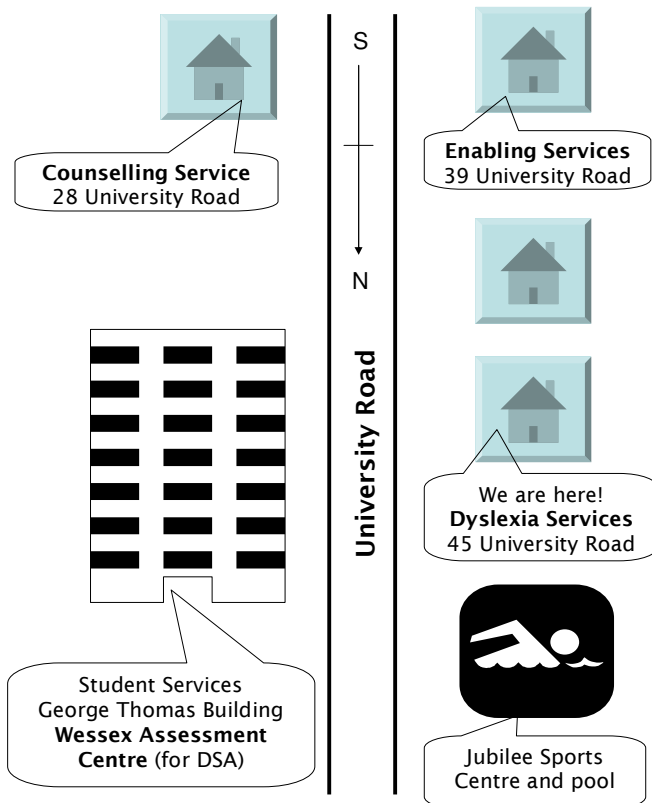 S
Counselling Service
28 University Road
Enabling Services
39 University Road
N
University Road
We are here!
Dyslexia Services
45 University Road
Student Services
George Thomas Building
Wessex Assessment
Centre (for DSA)
Jubilee Sports
Centre and pool